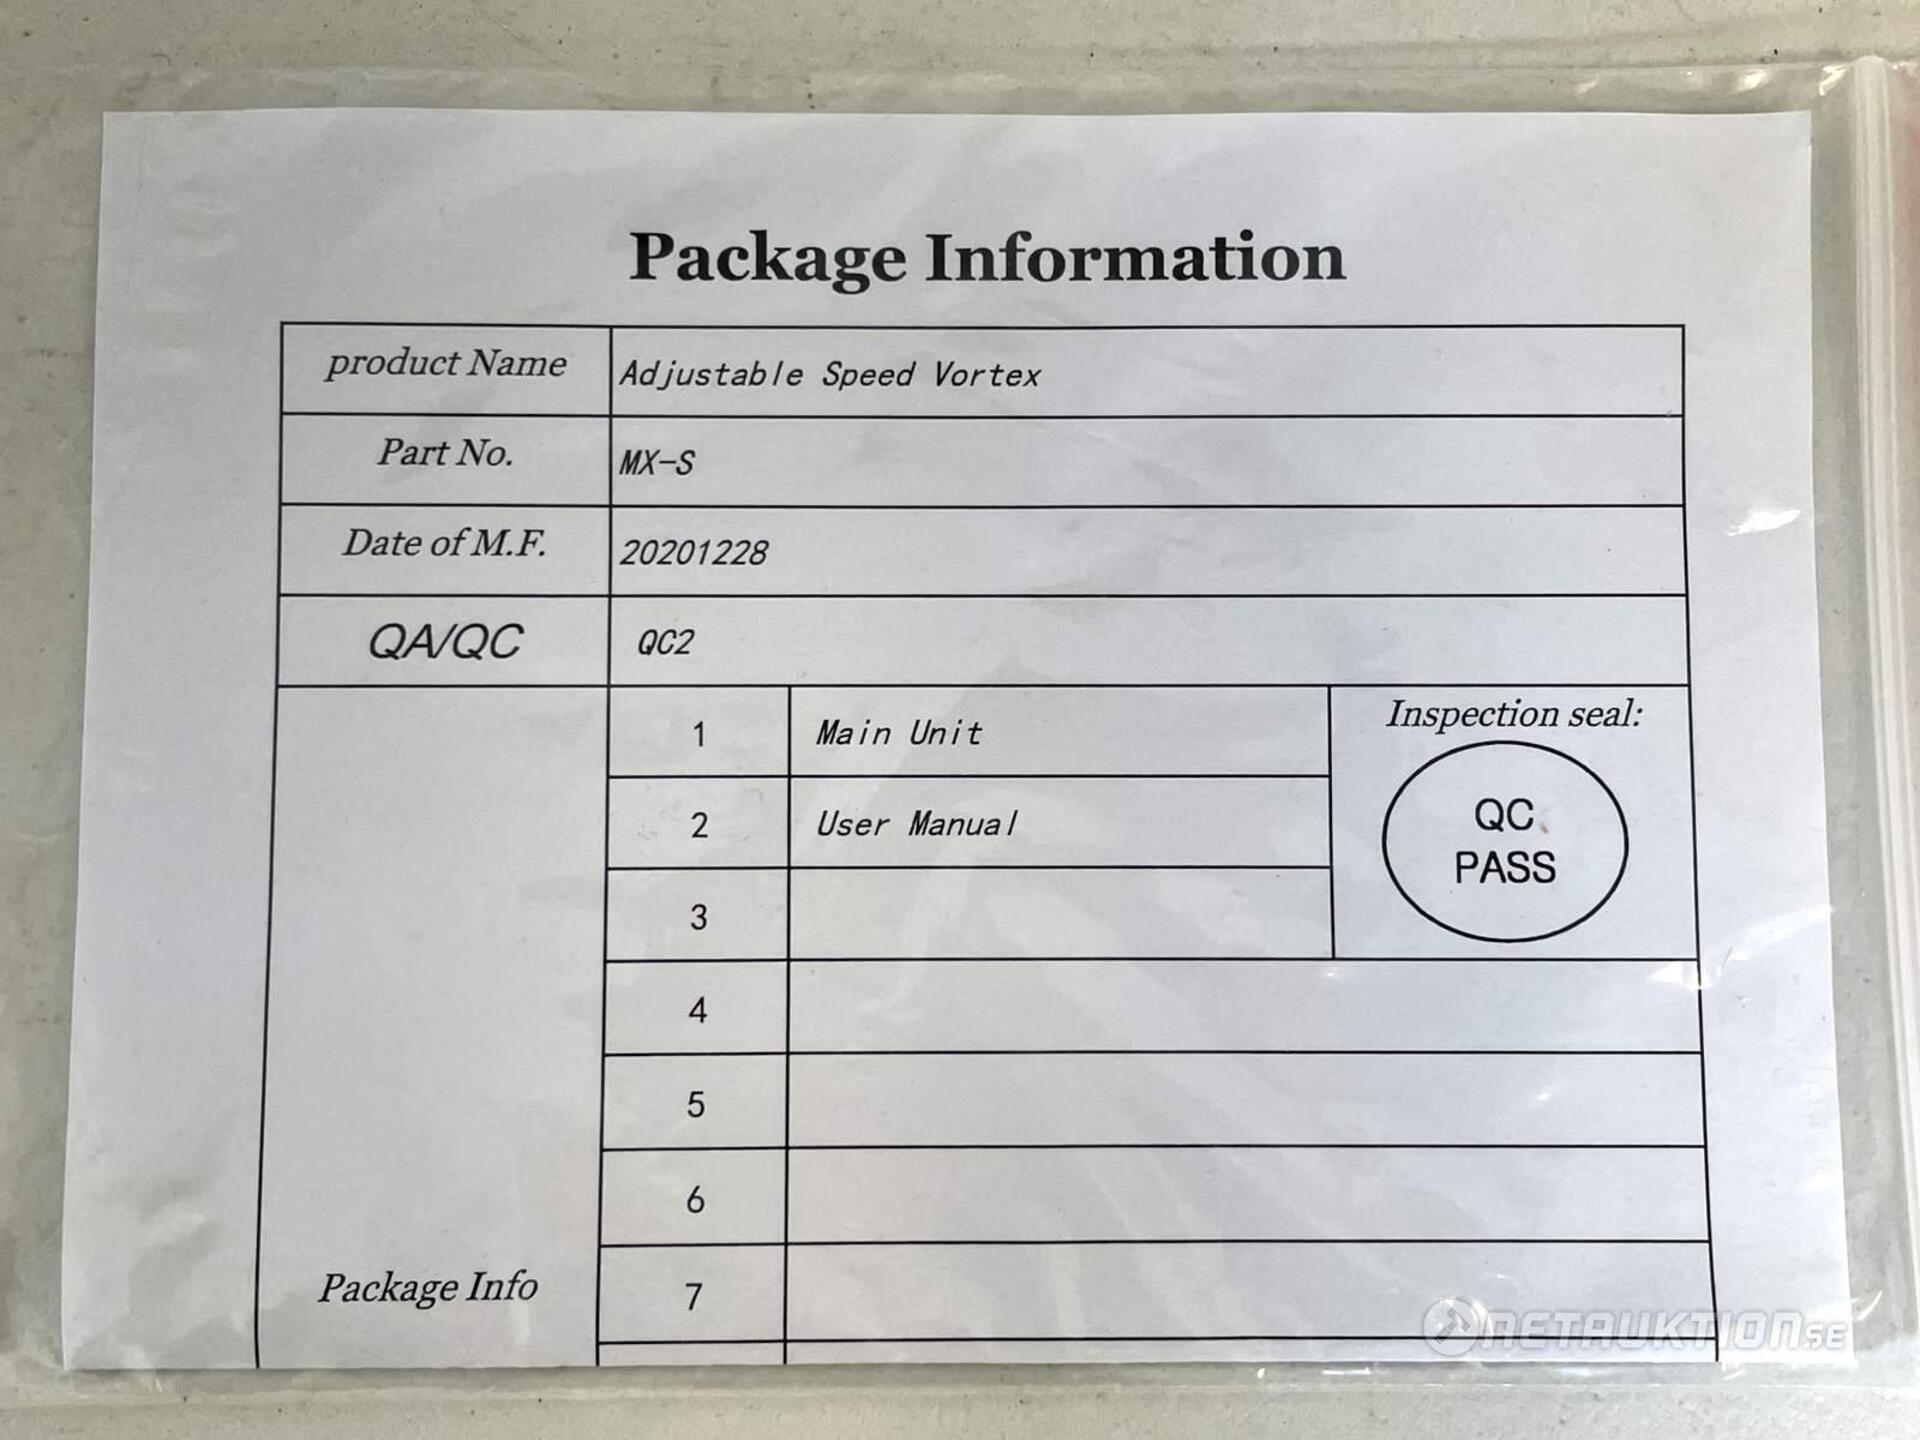 Package Information
product Name Adjustable Speed Vortex
Part No. MX-S
Date of M.F. 20201228
QA/QC QC2
1 Main Unit
Inspection seal:
QC
PASS
2 User Manual
3
4
5
6
Package Info 7
NETAUKTION.SE